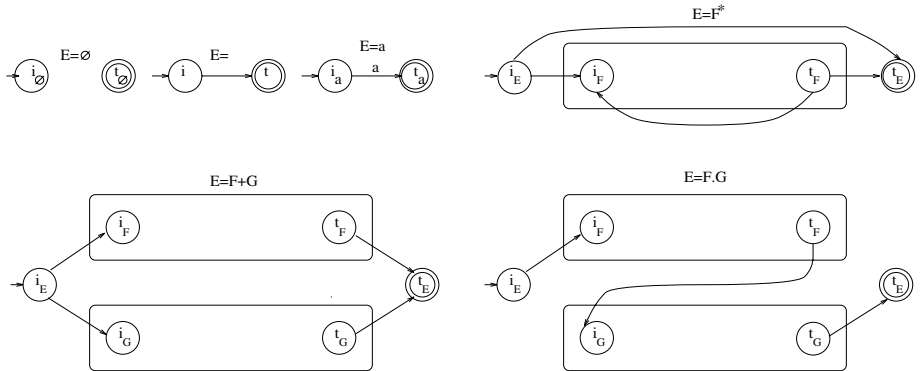 E=F*
E=∅ E= E=a
i∅ t∅ i t ia a ta iE iF tF tE
E=F+G E=F.G
iF tF iF tF
iE tE iE tE
iG tG iG tG